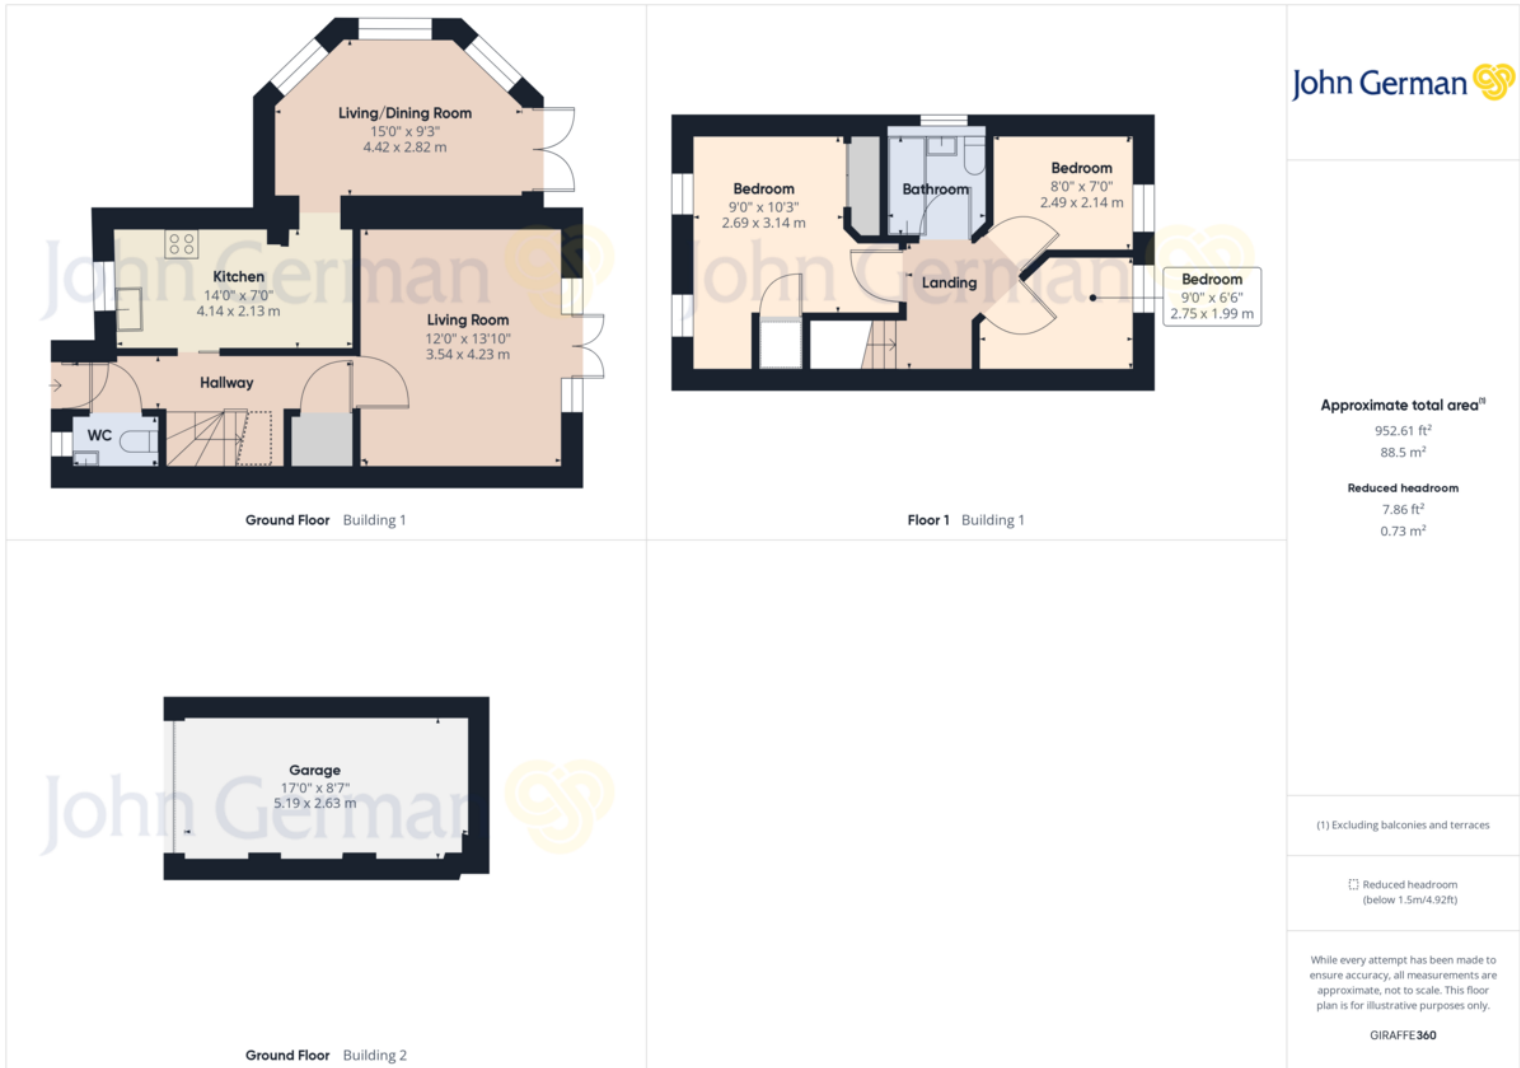 Living/Dining Room
15'0" x 9'3"
4.42 x 2.82 m
Kitchen
14'0" x 7'0"
4.14 x 2.13 m
Living Room
12'0" x 13'10"
3.54 x 4.23 m
Hallway
WC
John German
Ground Floor Building 1
Bedroom
9'0" x 10'3"
2.69 x 3.14 m
Bathroom
Bedroom
8'0" x 7'0"
2.49 x 2.14 m
Landing
Bedroom
9'0" x 6'6"
2.75 x 1.99 m
John German
Floor 1 Building 1
Garage
17'0" x 8'7"
5.19 x 2.63 m
John German
Ground Floor Building 2
John German
Approximate total area(1)
952.61 ft²
88.5 m²
Reduced headroom
7.86 ft²
0.73 m²
(1) Excluding balconies and terraces
Reduced headroom
(below 1.5m/4.92ft)
While every attempt has been made to
ensure accuracy, all measurements are
approximate, not to scale. This floor
plan is for illustrative purposes only.
GIRAFFE360